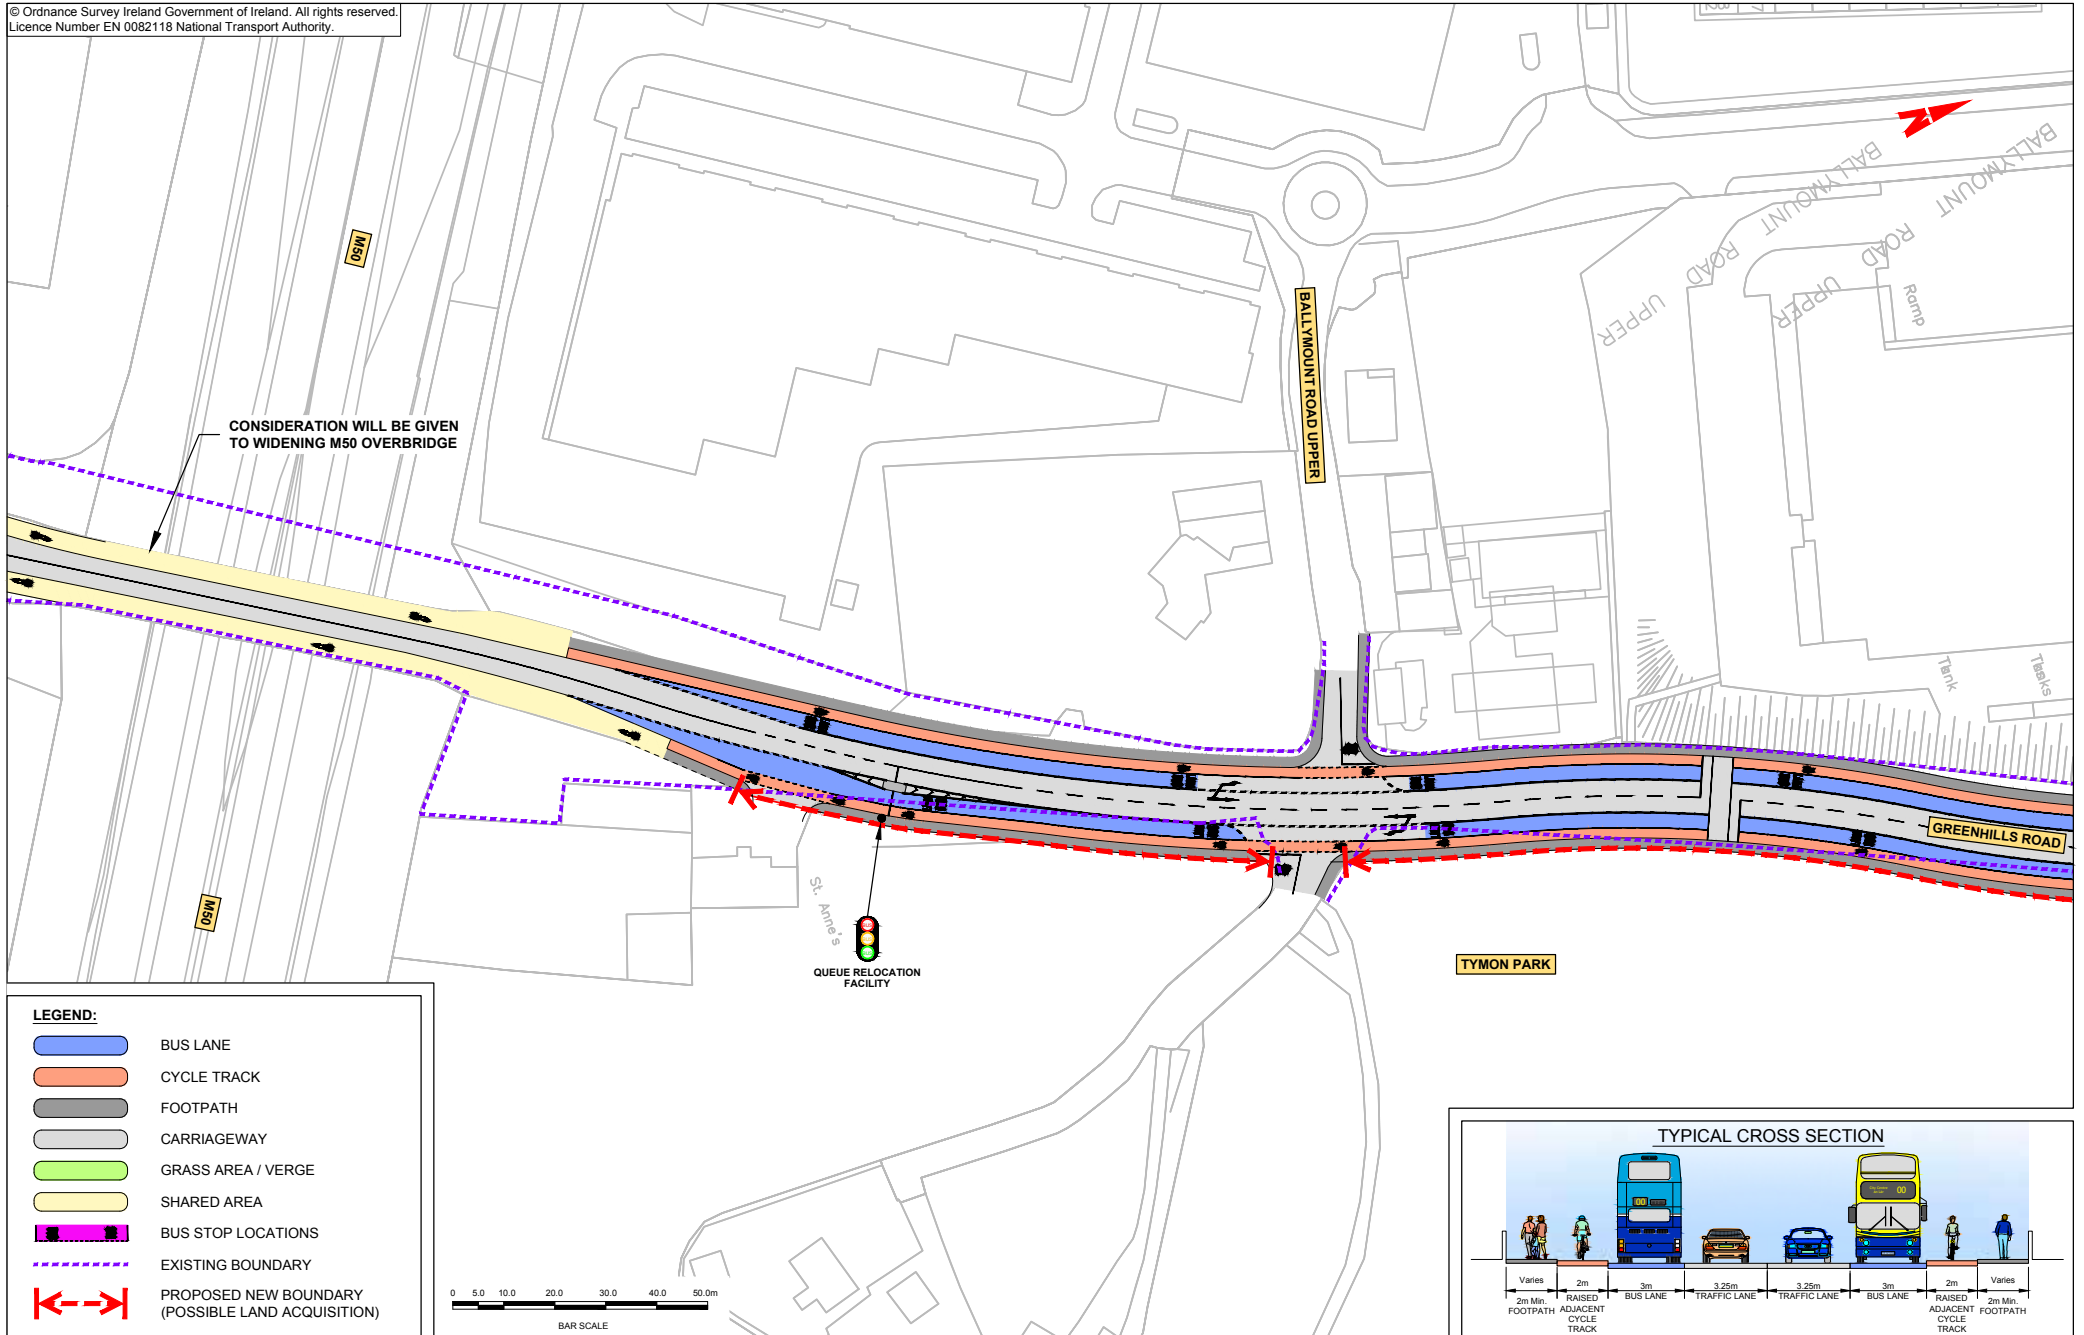 © Ordnance Survey Ireland Government of Ireland. All rights reserved.
Licence Number EN 0082118 National Transport Authority.
M50
CONSIDERATION WILL BE GIVEN
TO WIDENING M50 OVERBRIDGE
BALLYMOUNT ROAD UPPER
BALLYMOUNT ROAD UPPER
BALLYMOUNT ROAD UPPER
N
Ramp
Tank
GREENHILLS ROAD
M50
St. Anne's
QUEUE RELOCATION
FACILITY
TYMON PARK
LEGEND:
BUS LANE
CYCLE TRACK
FOOTPATH
CARRIAGEWAY
GRASS AREA / VERGE
SHARED AREA
BUS STOP LOCATIONS
EXISTING BOUNDARY
PROPOSED NEW BOUNDARY
(POSSIBLE LAND ACQUISITION)
0 5.0 10.0 20.0 30.0 40.0 50.0m
BAR SCALE
TYPICAL CROSS SECTION
00
00
Varies
2m Min.
FOOTPATH
2m
RAISED
ADJACENT
CYCLE
TRACK
3m
BUS LANE
3.25m
TRAFFIC LANE
3.25m
TRAFFIC LANE
3m
BUS LANE
2m
RAISED
ADJACENT
CYCLE
TRACK
Varies
2m Min.
FOOTPATH